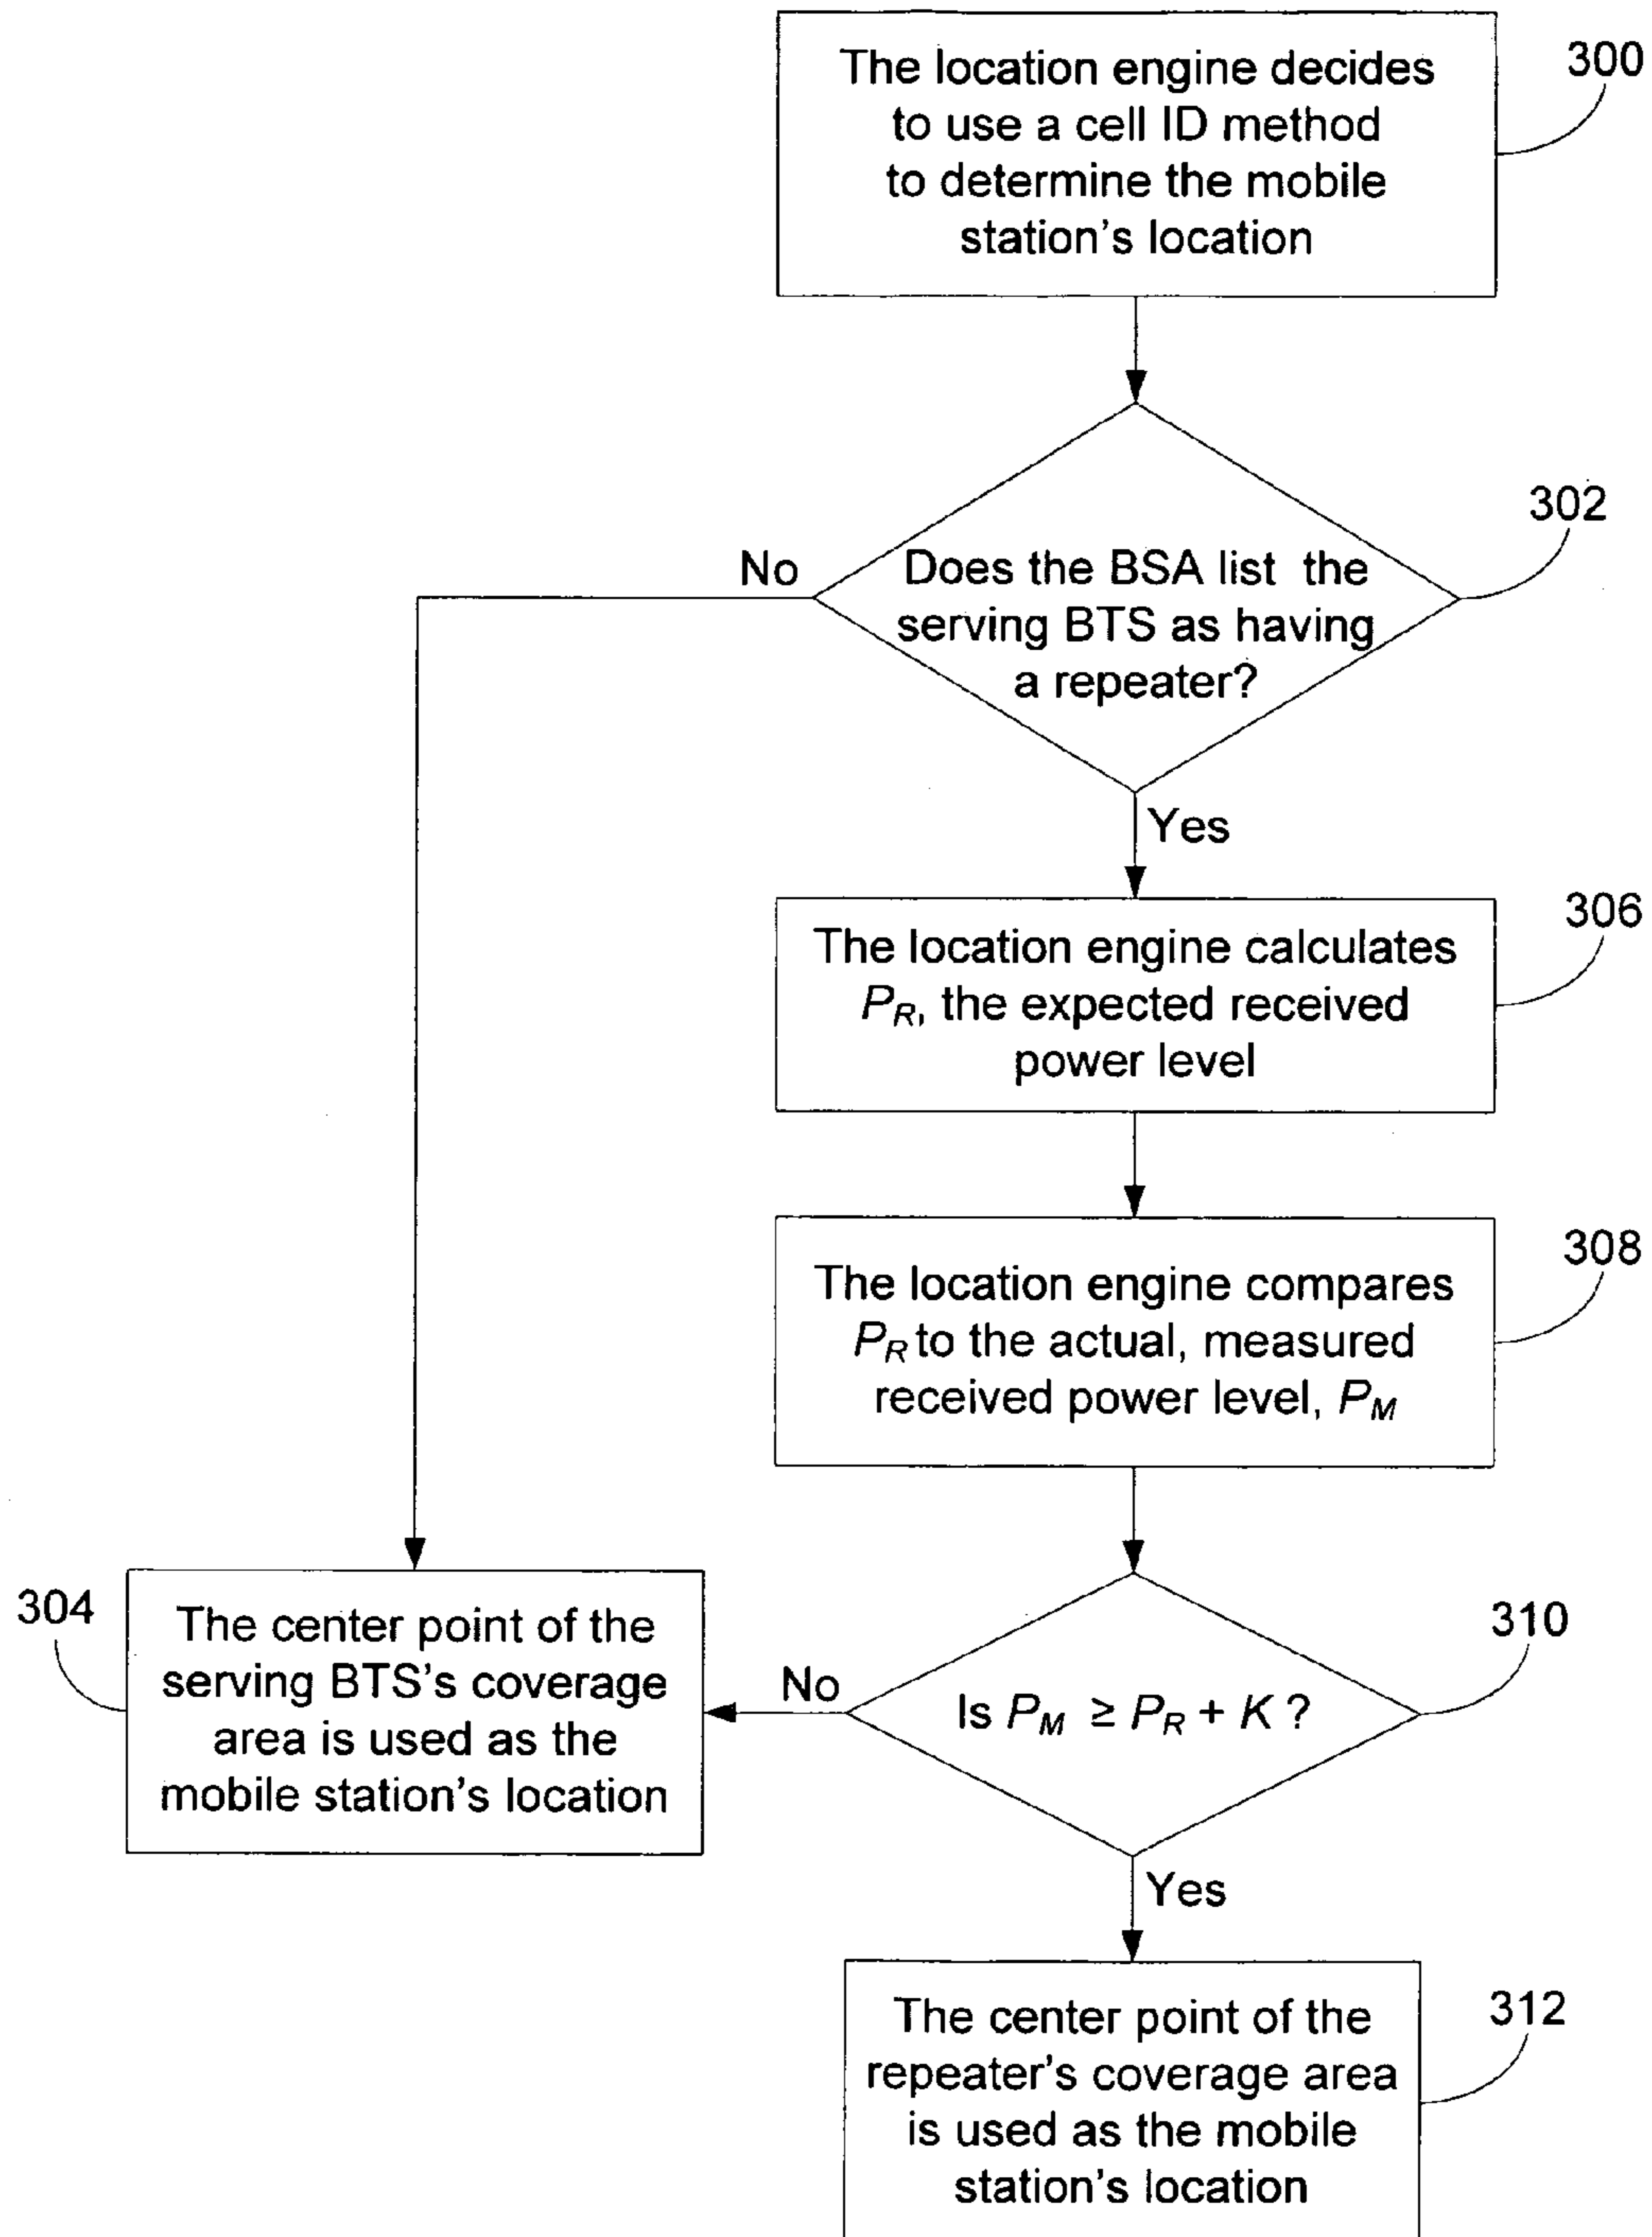 The location engine decides
to use a cell ID method
to determine the mobile
station's location
300
302
No
Does the BSA list the
serving BTS as having
a repeater?
Yes
306
The location engine calculates
PR, the expected received
power level
308
The location engine compares
PR to the actual, measured
received power level, PM
304
The center point of the
serving BTS's coverage
area is used as the
mobile station's location
No
310
Is PM ≥ PR + K ?
Yes
312
The center point of the
repeater's coverage area
is used as the mobile
station's location